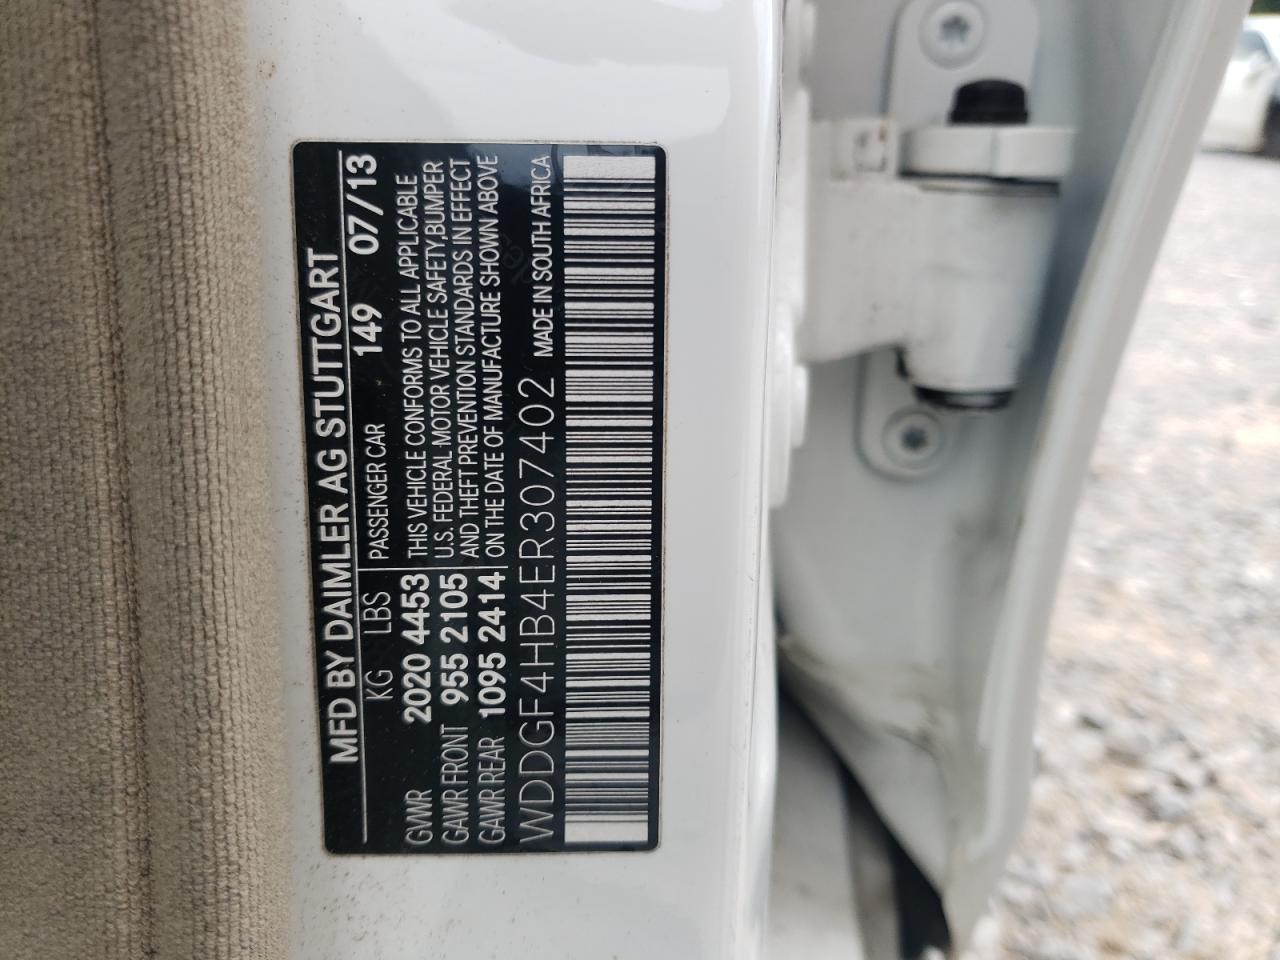 MFD BY DAIMLER AG STUTTGART
KG LBS PASSENGER CAR 149 07/13
GVWR 2020 4453 THIS VEHICLE CONFORMS TO ALL APPLICABLE
U.S. FEDERAL MOTOR VEHICLE SAFETY,BUMPER
GAWR FRONT 955 2105 AND THEFT PREVENTION STANDARDS IN EFFECT
GAWR REAR 1095 2414 ON THE DATE OF MANUFACTURE SHOWN ABOVE
WDDGF4HB4ER307402 MADE IN SOUTH AFRICA